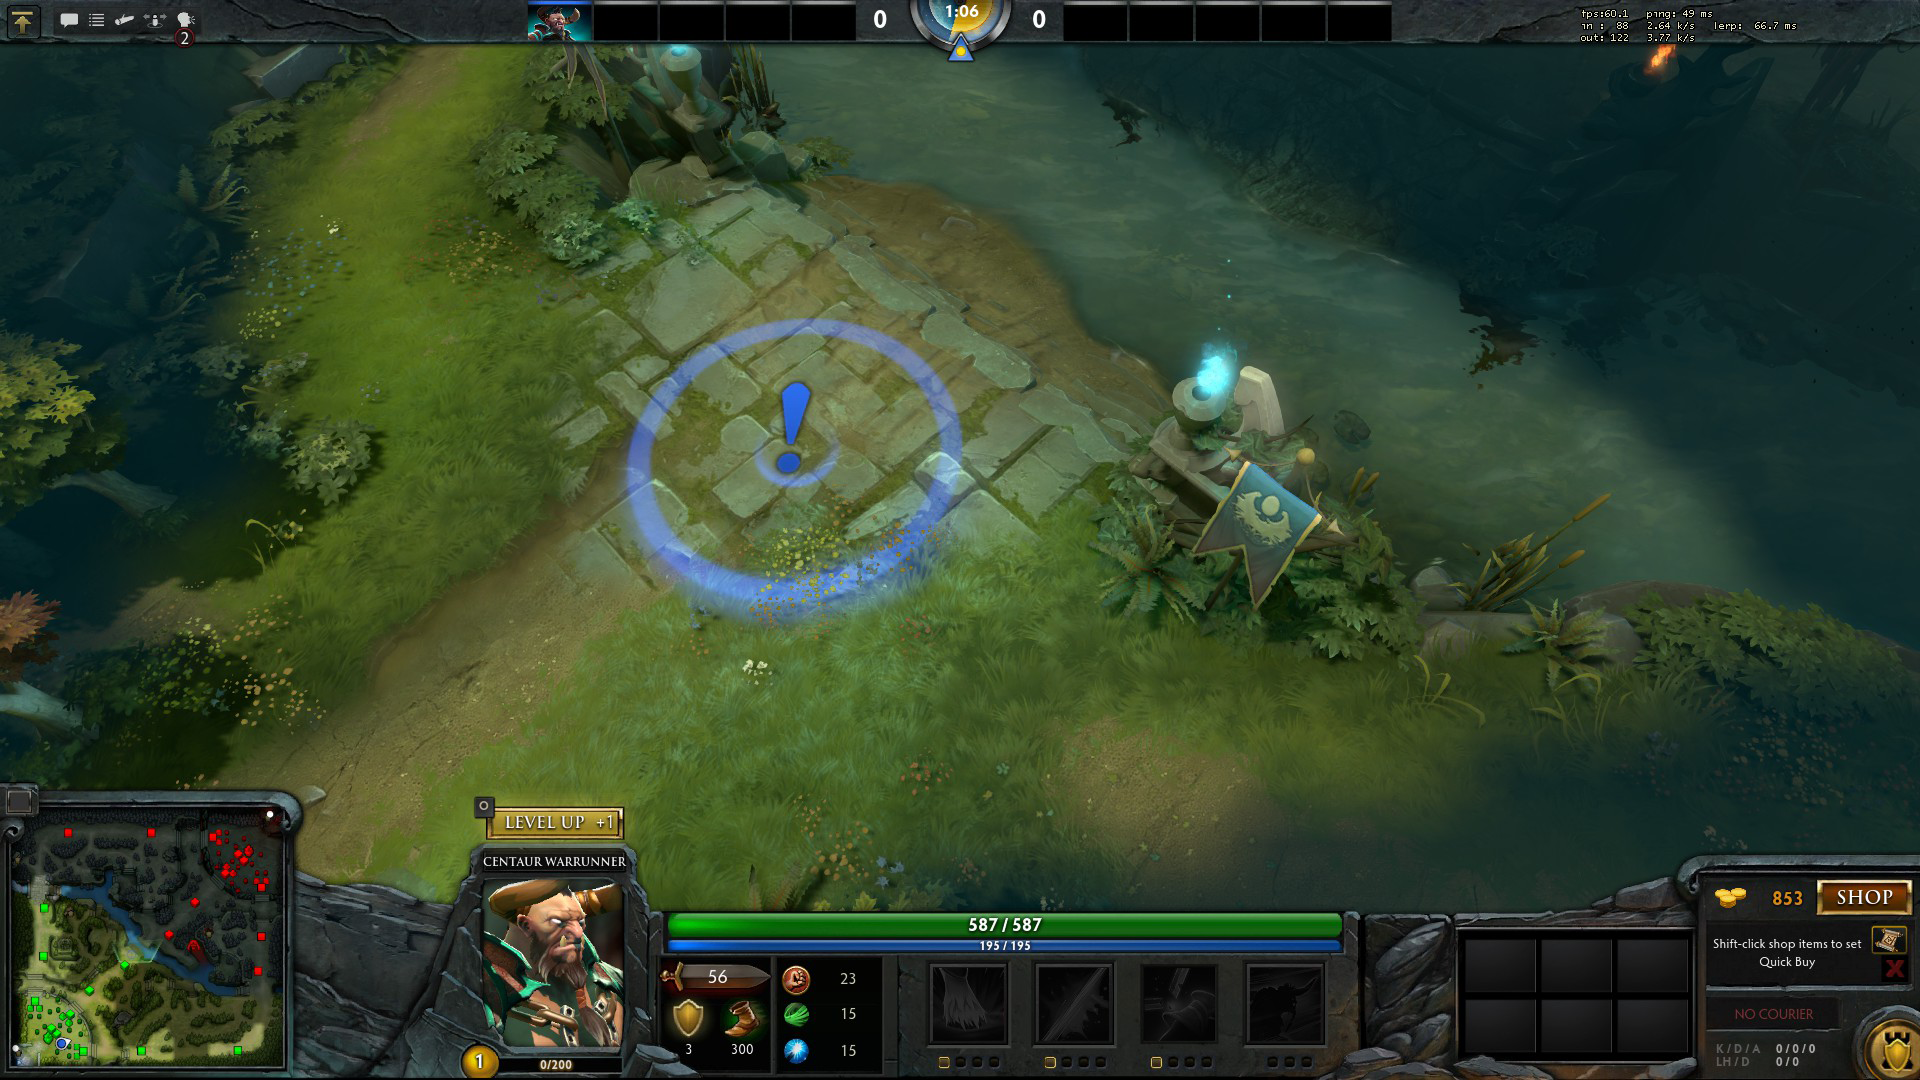 2
0
1:06
0
fps:60.1 ping: 49 ms
in : 88 2.64 k/s lerp: 66.7 ms
out: 122 3.77 k/s
O
LEVEL UP +1
CENTAUR WARRUNNER
587 / 587
195 / 195
56
23
15
3
300
15
1
0/200
853
SHOP
Shift-click shop items to set
Quick Buy
NO COURIER
K/D/A 0/0/0
LH/D 0/0